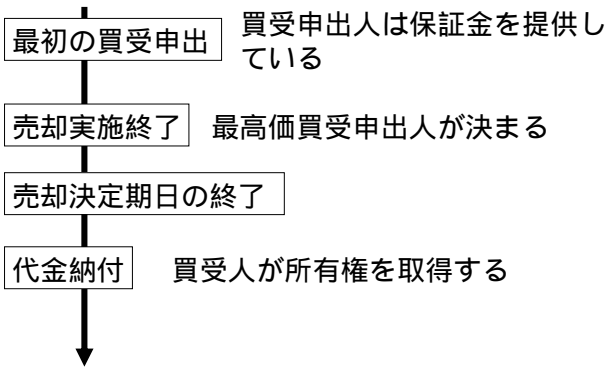 最初の買受申出
買受申出人は保証金を提供し
ている
売却実施終了
最高価買受申出人が決まる
売却決定期日の終了
代金納付
買受人が所有権を取得する